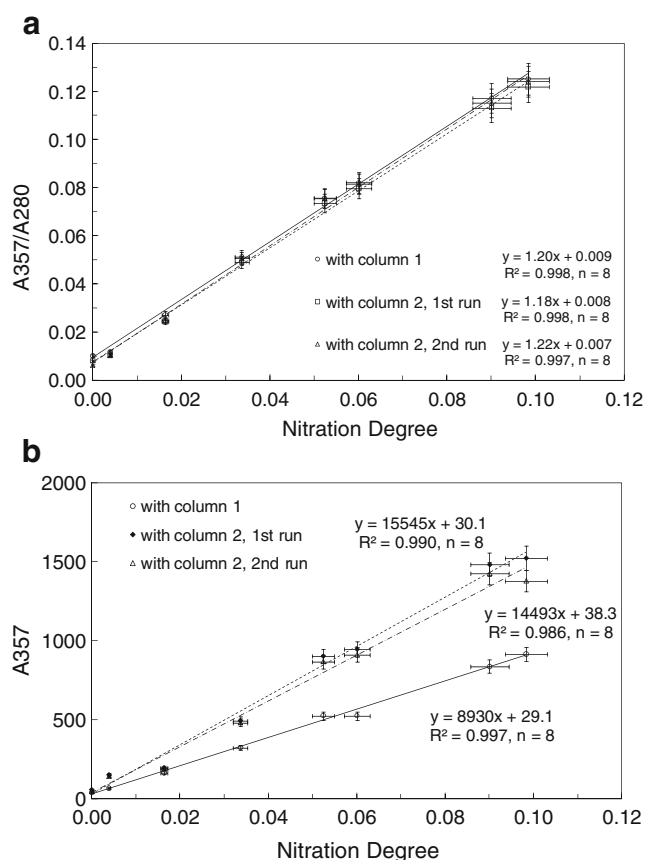 a
0.14
0.12
0.10
0.08
0.06
0.04
0.02
0.00
A357/A280
with column 1
y = 1.20x + 0.009
R² = 0.998, n = 8
with column 2, 1st run
y = 1.18x + 0.008
R² = 0.998, n = 8
with column 2, 2nd run
y = 1.22x + 0.007
R² = 0.997, n = 8
0.00 0.02 0.04 0.06 0.08 0.10 0.12
Nitration Degree
b
2000
1500
1000
500
0
A357
with column 1
with column 2, 1st run
with column 2, 2nd run
y = 15545x + 30.1
R² = 0.990, n = 8
y = 14493x + 38.3
R² = 0.986, n = 8
y = 8930x + 29.1
R² = 0.997, n = 8
0.00 0.02 0.04 0.06 0.08 0.10 0.12
Nitration Degree